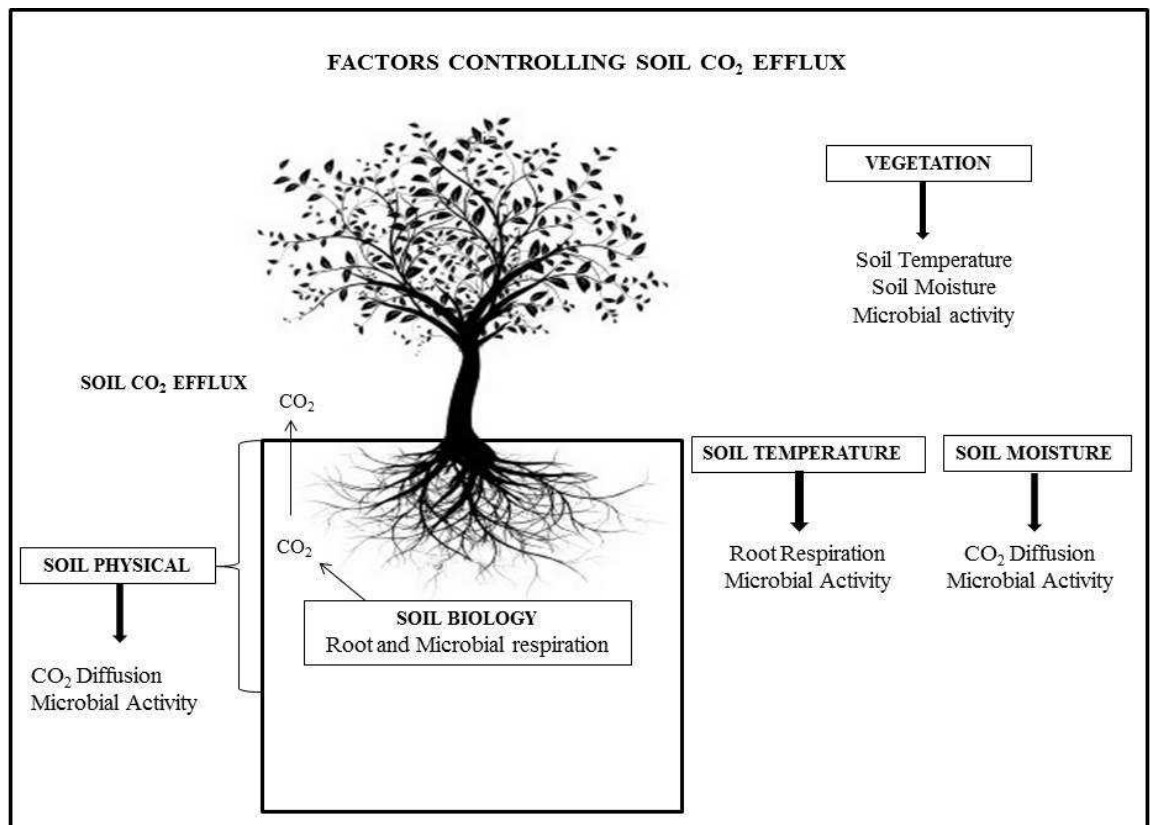 FACTORS CONTROLLING SOIL CO₂ EFFLUX
VEGETATION
Soil Temperature
Soil Moisture
Microbial activity
SOIL CO₂ EFFLUX
CO₂
SOIL TEMPERATURE
SOIL MOISTURE
CO₂
Root Respiration
Microbial Activity
CO₂ Diffusion
Microbial Activity
SOIL PHYSICAL
SOIL BIOLOGY
Root and Microbial respiration
CO₂ Diffusion
Microbial Activity